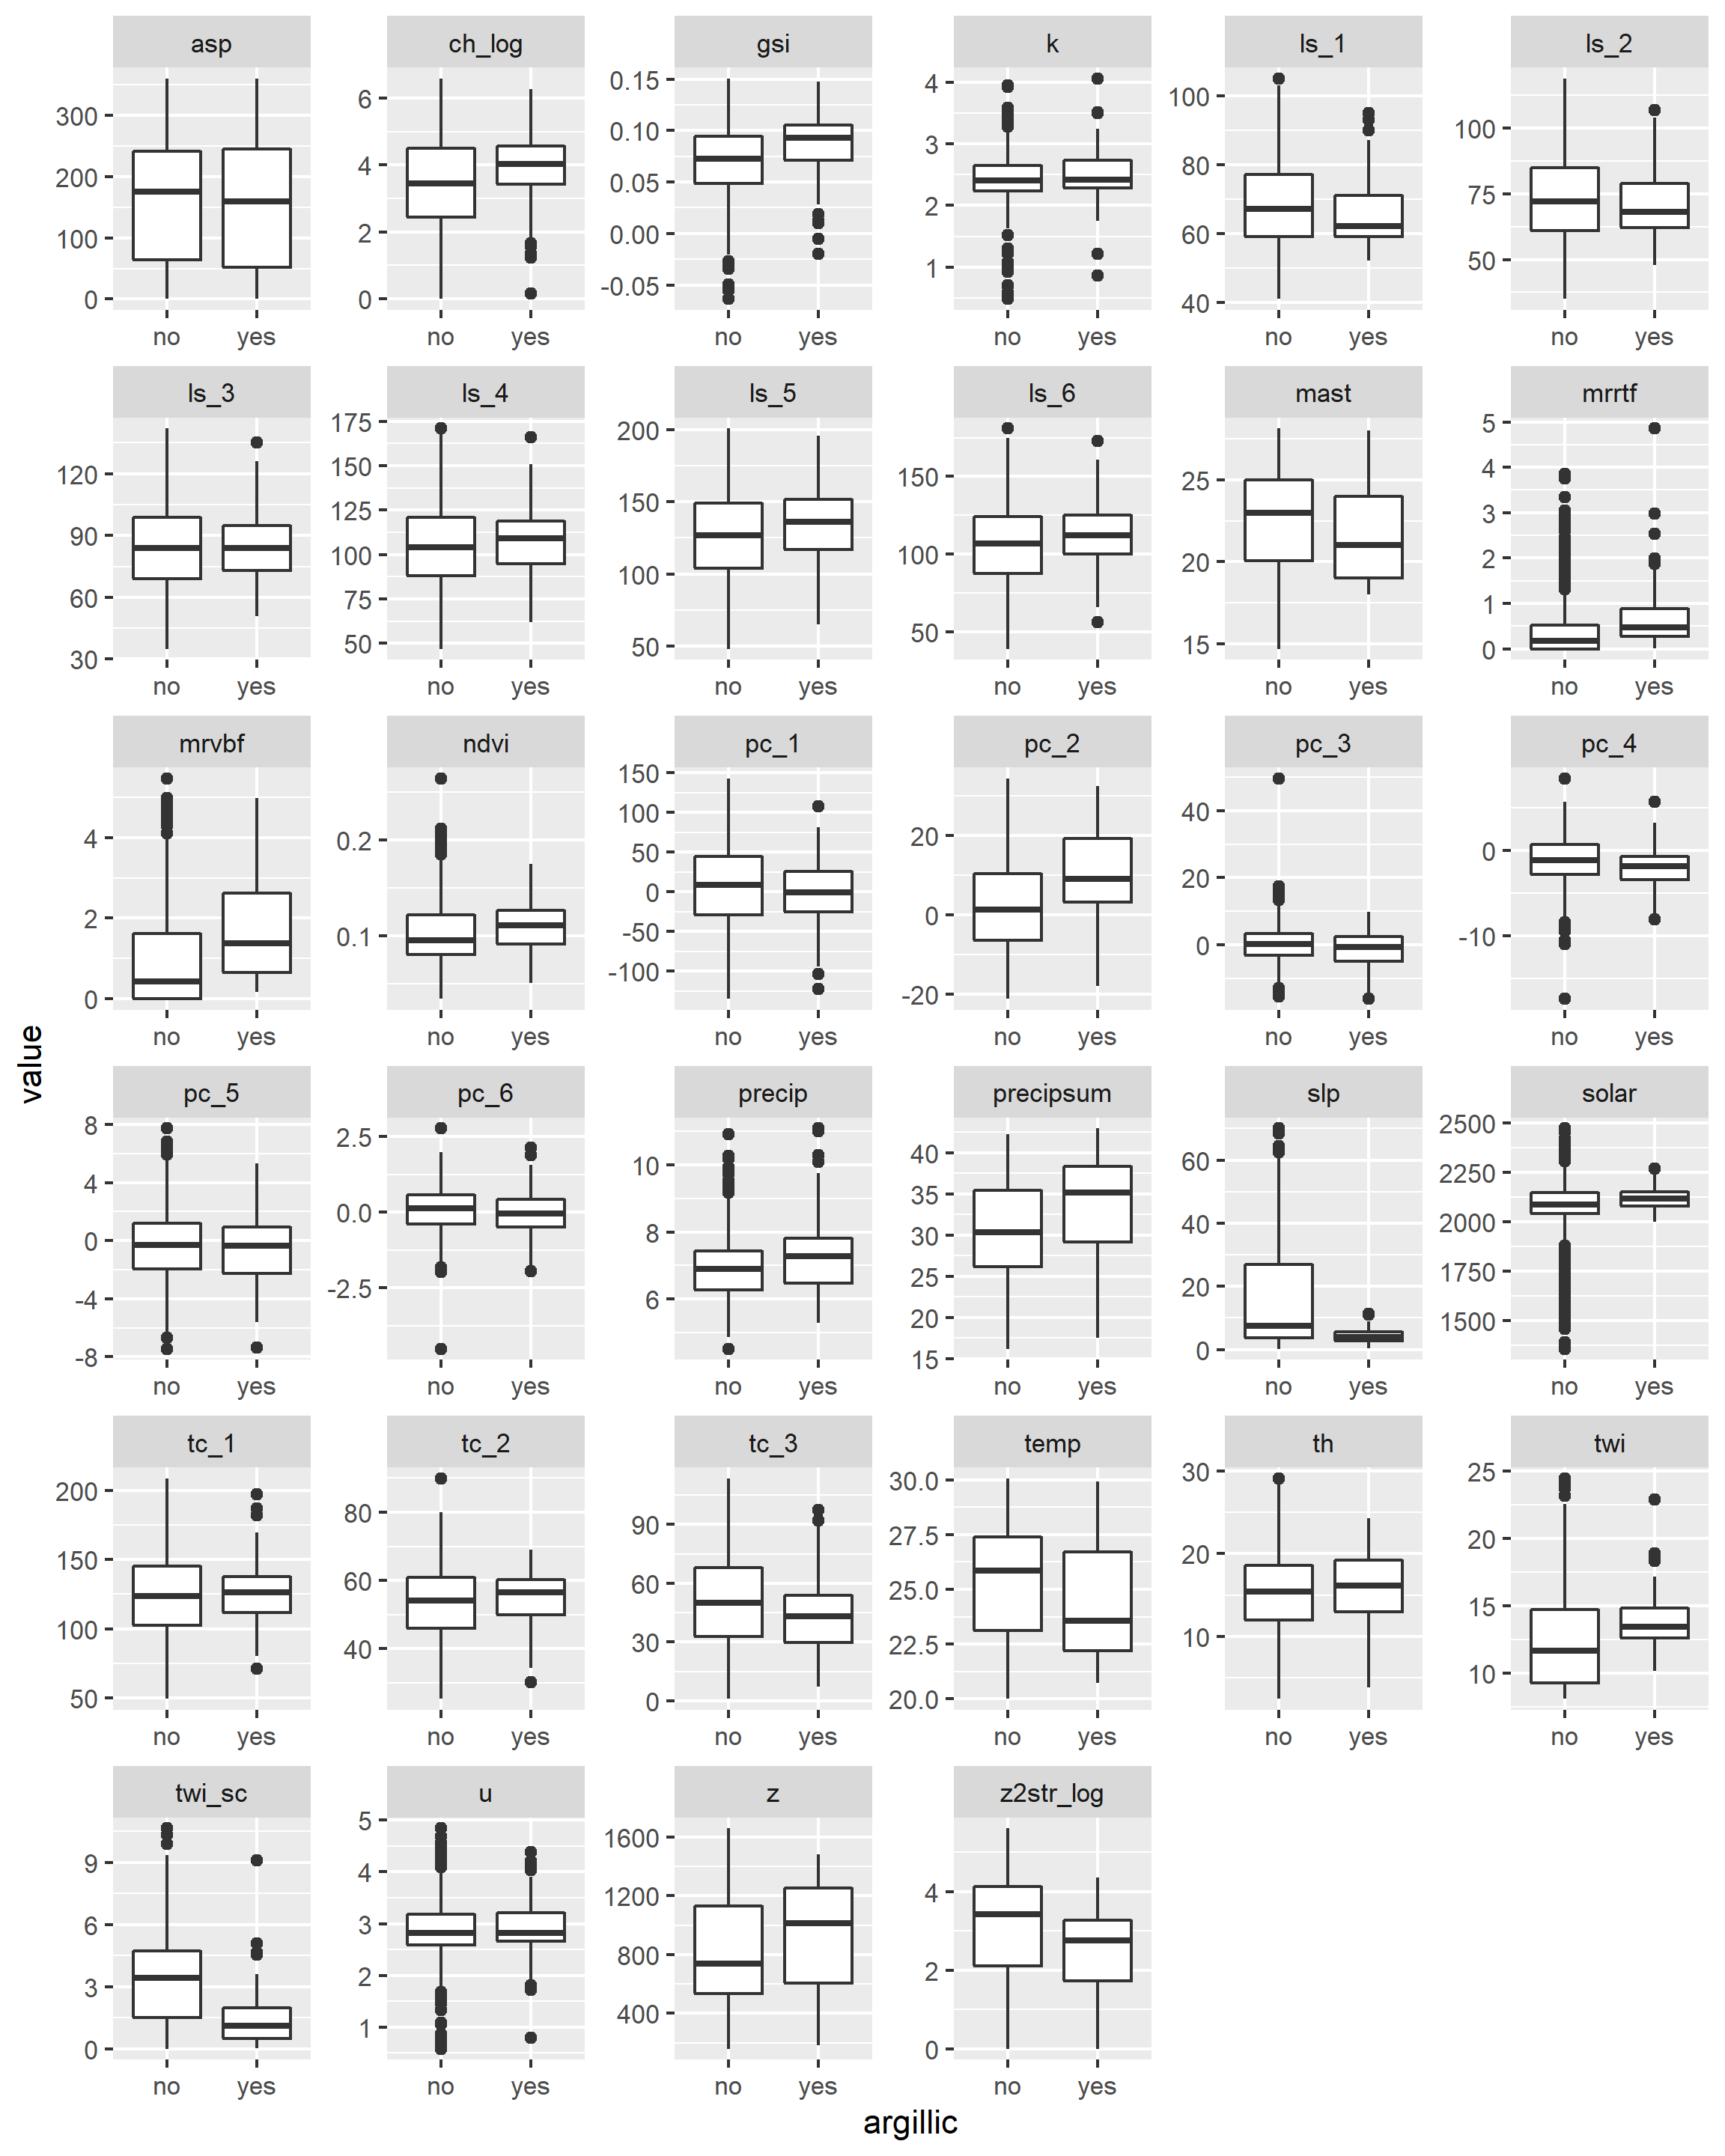 asp ch_log gsi k ls_1 ls_2
300 200 100 0 6 4 2 0 0.15 0.10 0.05 0.00 -0.05 4 3 2 1 100 80 60 40 100 75 50
no yes no yes no yes no yes no yes no yes
ls_3 ls_4 ls_5 ls_6 mast mrrtf
120 90 60 30 175 150 125 100 75 50 200 150 100 50 150 100 50 25 20 15 5 4 3 2 1 0
no yes no yes no yes no yes no yes no yes
mrvbf ndvi pc_1 pc_2 pc_3 pc_4
4 2 0 0.2 0.1 150 100 50 0 -50 -100 20 0 -20 40 20 0 0 -10
no yes no yes no yes no yes no yes no yes
value
pc_5 pc_6 precip precipsum slp solar
8 4 0 -4 -8 2.5 0.0 -2.5 10 8 6 40 35 30 25 20 15 60 40 20 0 2500 2250 2000 1750 1500
no yes no yes no yes no yes no yes no yes
tc_1 tc_2 tc_3 temp th twi
200 150 100 50 80 60 40 90 60 30 0 30.0 27.5 25.0 22.5 20.0 30 20 10 25 20 15 10
no yes no yes no yes no yes no yes no yes
twi_sc u z z2str_log
9 6 3 0 5 4 3 2 1 1600 1200 800 400 4 2 0
no yes no yes no yes no yes
argillic